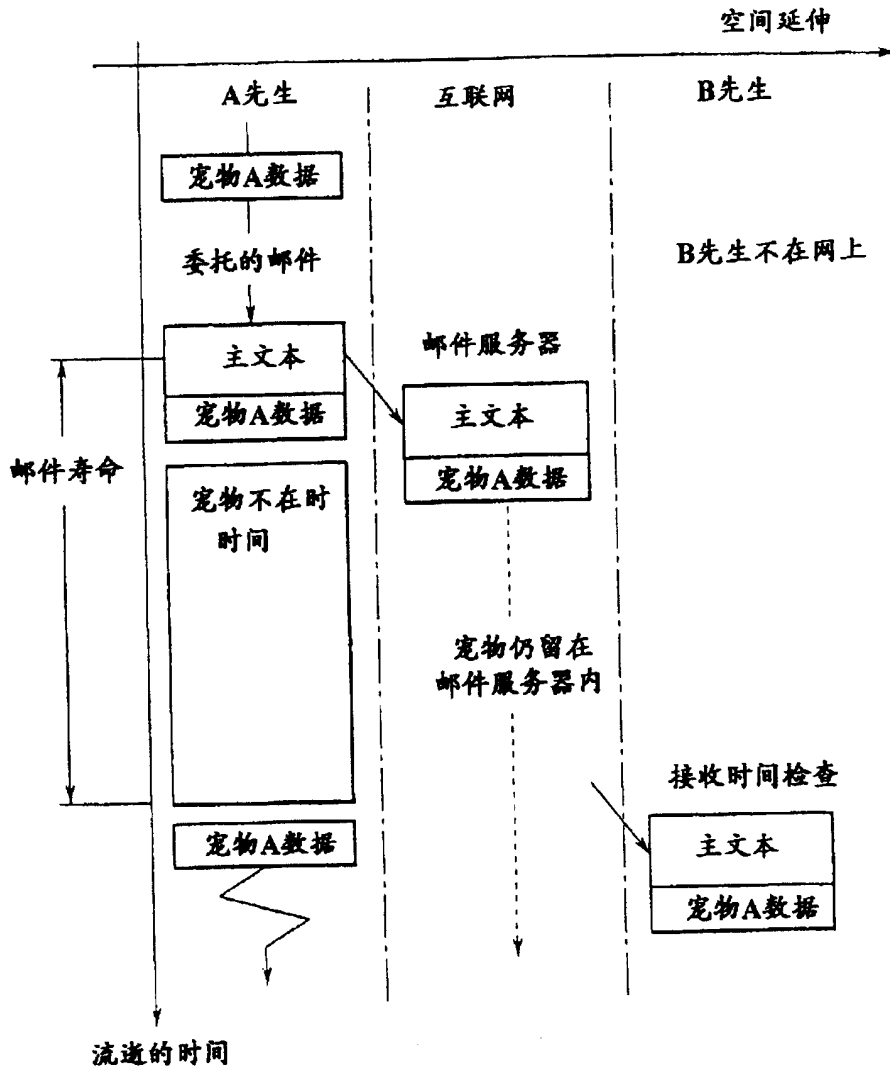 空间延伸
A先生
互联网
B先生
宠物A数据
委托的邮件
B先生不在网上
主文本
宠物A数据
邮件服务器
主文本
宠物A数据
邮件寿命
宠物不在时
时间
宠物仍留在
邮件服务器内
接收时间检查
主文本
宠物A数据
宠物A数据
流逝的时间